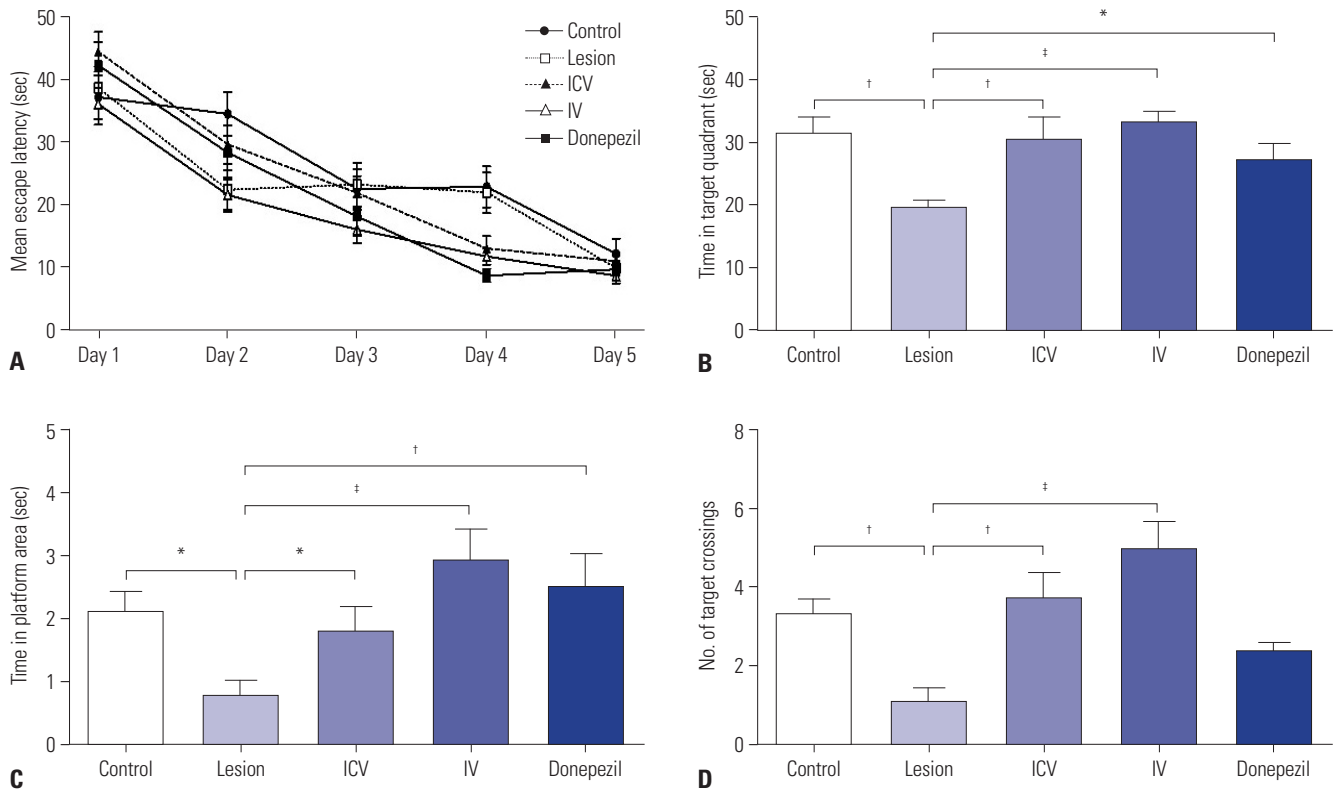 50
40
30
20
10
0
Mean escape latency (sec)
Control
Lesion
ICV
IV
Donepezil
Day 1 Day 2 Day 3 Day 4 Day 5
A
50
40
30
20
10
0
Time in target quadrant (sec)
*
‡
† †
Control Lesion ICV IV Donepezil
B
5
4
3
2
1
0
Time in platform area (sec)
†
‡
* *
Control Lesion ICV IV Donepezil
C
8
6
4
2
0
No. of target crossings
‡
† †
Control Lesion ICV IV Donepezil
D